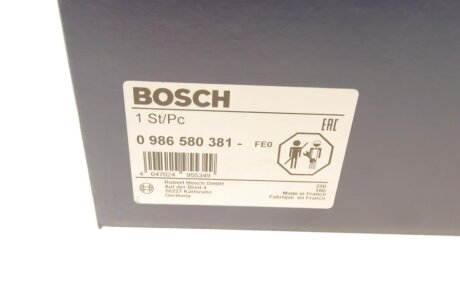 BOSCH
1 St/Pc
EAC
0 986 580 381 - FE0
4 047024 955349
Robert Bosch GmbH
Auf der Breit 4
76227 Karlsruhe
Germany
Made in France
Fabriqué en France